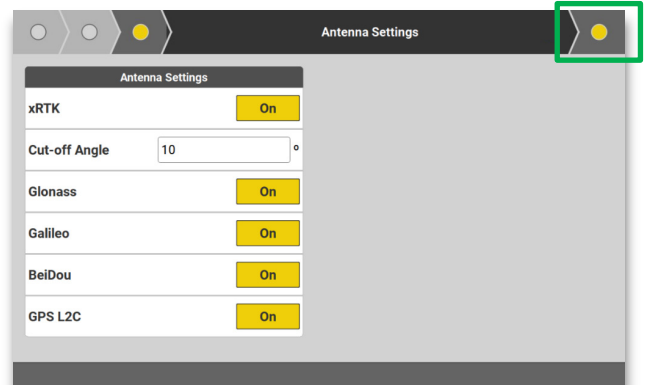 Antenna Settings
Antenna Settings
xRTK On
Cut-off Angle 10 °
Glonass On
Galileo On
BeiDou On
GPS L2C On